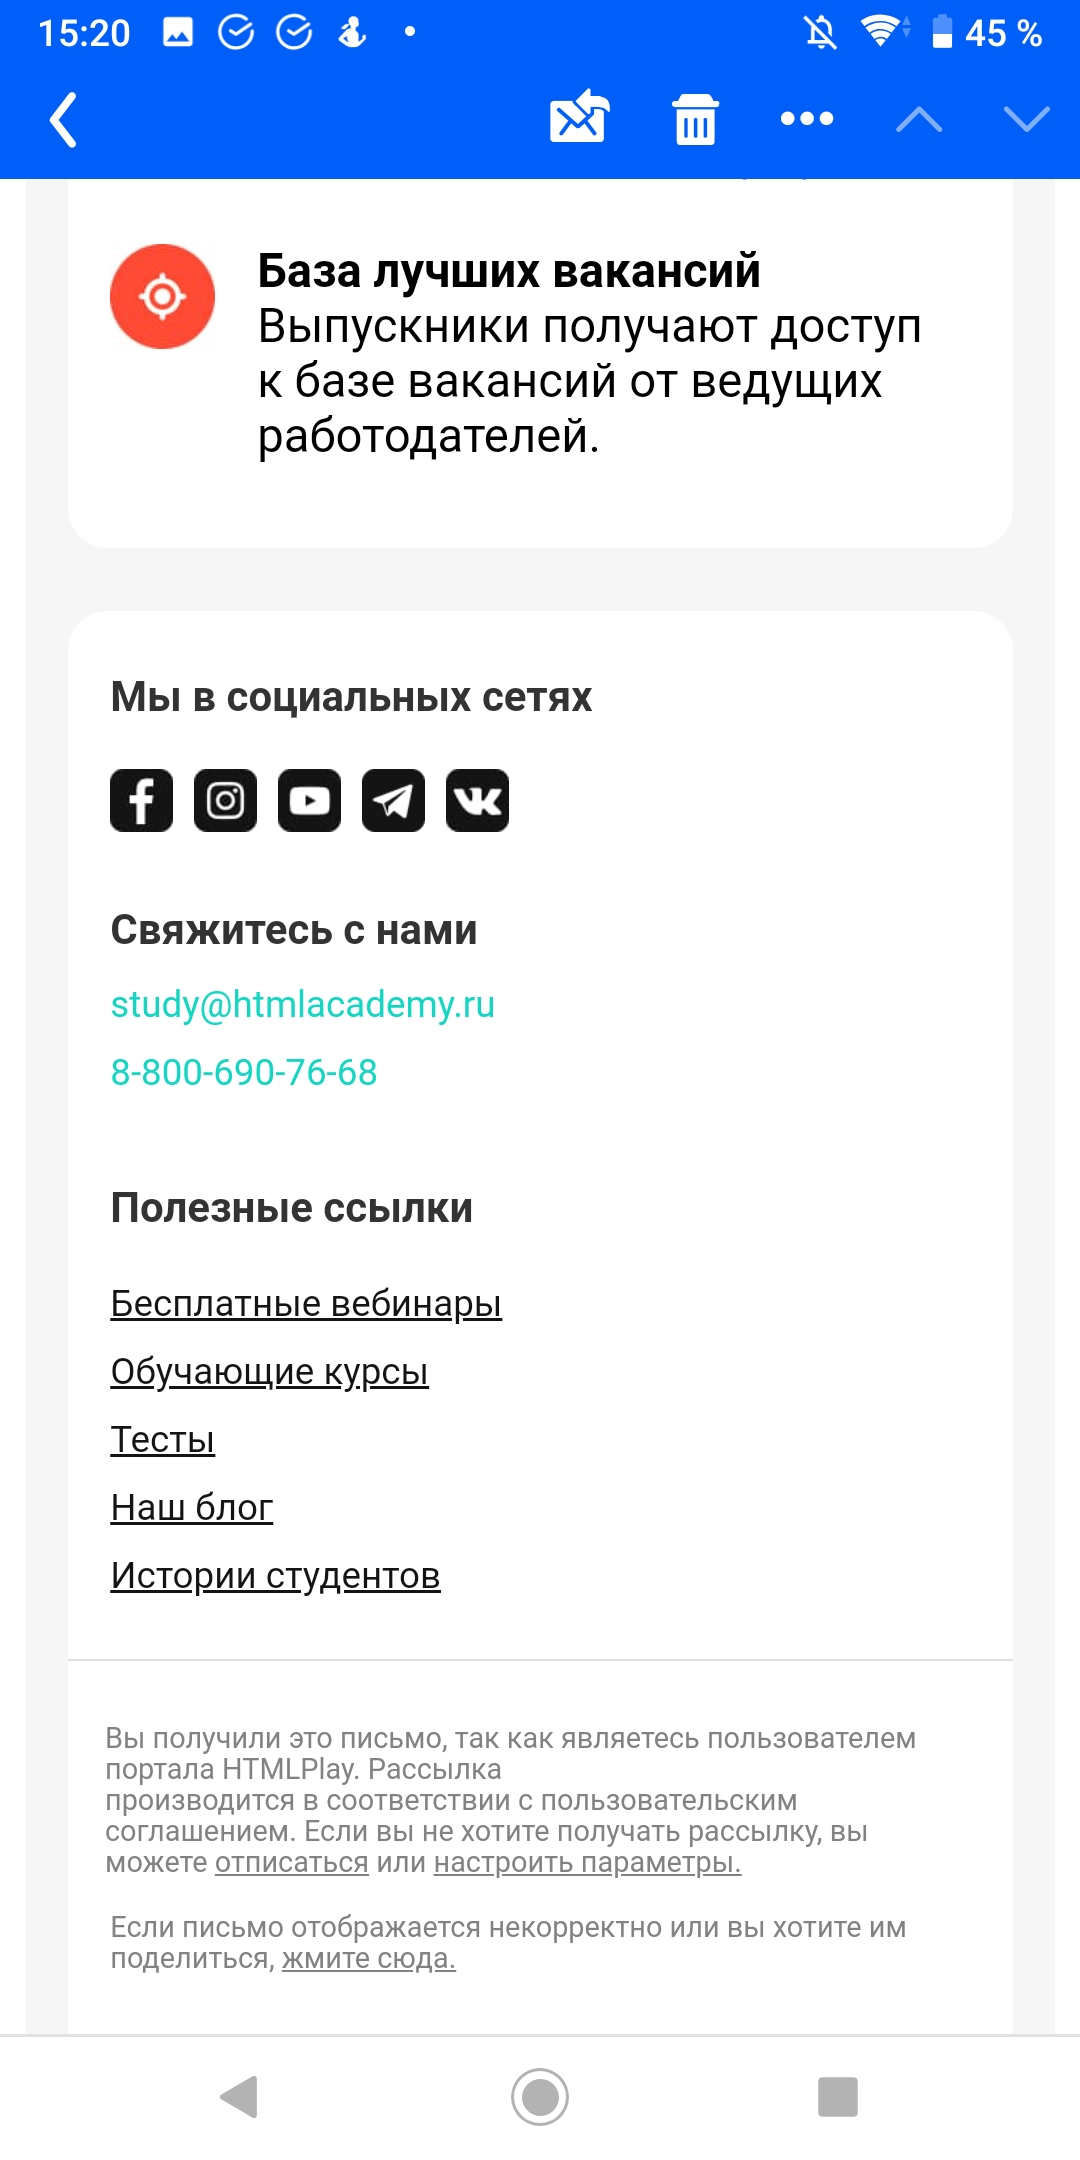 15:20
45 %
База лучших вакансий
Выпускники получают доступ
к базе вакансий от ведущих
работодателей.
Мы в социальных сетях
Свяжитесь с нами
study@htmlacademy.ru
8-800-690-76-68
Полезные ссылки
Бесплатные вебинары
Обучающие курсы
Тесты
Наш блог
Истории студентов
Вы получили это письмо, так как являетесь пользователем
портала HTMLPlay. Рассылка
производится в соответствии с пользовательским
соглашением. Если вы не хотите получать рассылку, вы
можете отписаться или настроить параметры.
Если письмо отображается некорректно или вы хотите им
поделиться, жмите сюда.